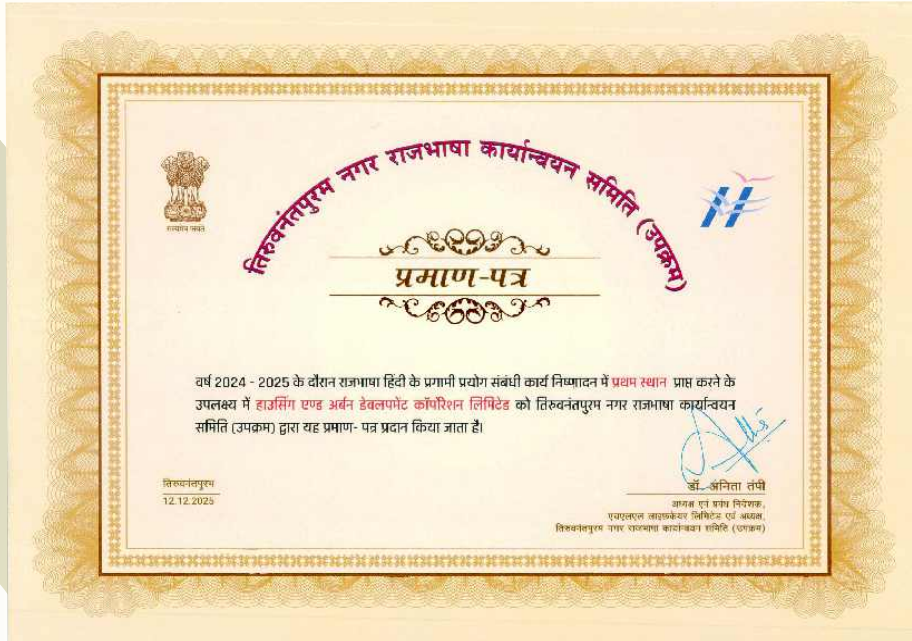 तिरुवनंतपुरम नगर राजभाषा कार्यान्वयन समिति (उपक्रम)
सत्यमेव जयते
प्रमाण-पत्र
वर्ष 2024 - 2025 के दौरान राजभाषा हिंदी के प्रगामी प्रयोग संबंधी कार्य निष्पादन में प्रथम स्थान प्राप्त करने के
उपलक्ष्य में हाउसिंग एण्ड अर्बन डेवलपमेंट कॉर्पोरेशन लिमिटेड को तिरुवनंतपुरम नगर राजभाषा कार्यान्वयन
समिति (उपक्रम) द्वारा यह प्रमाण- पत्र प्रदान किया जाता है।
तिरुवनंतपुरम
12.12.2025
डॉ. अनिता तंपी
अध्यक्ष एवं प्रबंध निदेशक,
एचएलएल लाइफकेयर लिमिटेड एवं अध्यक्ष,
तिरुवनंतपुरम नगर राजभाषा कार्यान्वयन समिति (उपक्रम)